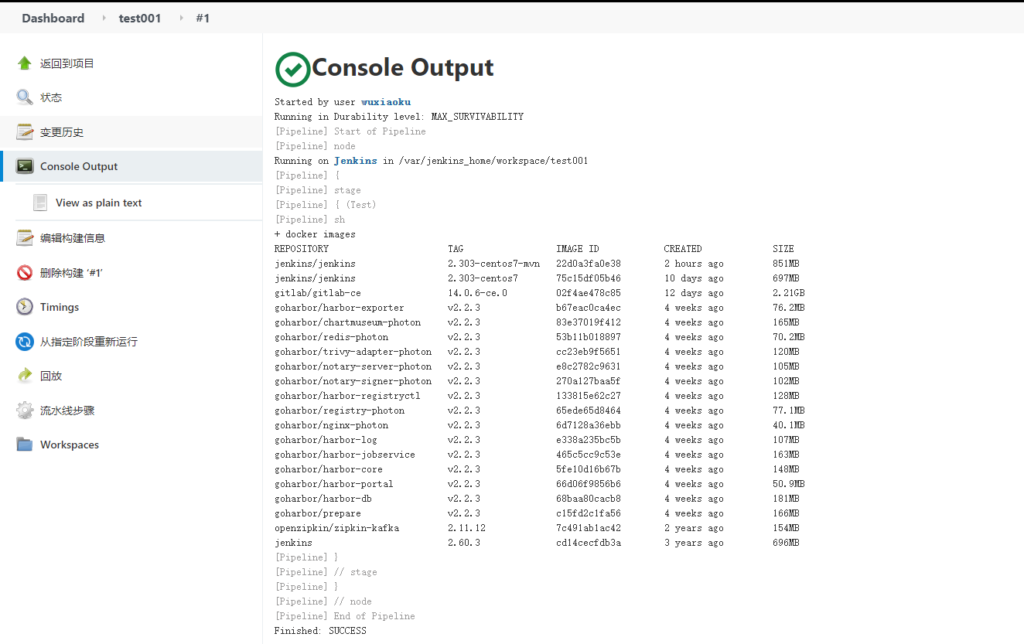 Dashboard test001 #1
返回到项目
状态
变更历史
Console Output
View as plain text
编辑构建信息
删除构建 '#1'
Timings
从指定阶段重新运行
回放
流水线步骤
Workspaces
Console Output
Started by user wuxiaoku
Running in Durability level: MAX_SURVIVABILITY
[Pipeline] Start of Pipeline
[Pipeline] node
Running on Jenkins in /var/jenkins_home/workspace/test001
[Pipeline] {
[Pipeline] stage
[Pipeline] { (Test)
[Pipeline] sh
+ docker images
REPOSITORY TAG IMAGE ID CREATED SIZE
jenkins/jenkins 2.303-centos7-mvn 22d0a3fa0e38 2 hours ago 851MB
jenkins/jenkins 2.303-centos7 75c15df05b46 10 days ago 697MB
gitlab/gitlab-ce 14.0.6-ce.0 02f4ae478c85 12 days ago 2.21GB
goharbor/harbor-exporter v2.2.3 b67eac0ca4ec 4 weeks ago 76.2MB
goharbor/chartmuseum-photon v2.2.3 83e37019f412 4 weeks ago 165MB
goharbor/redis-photon v2.2.3 53b11b018897 4 weeks ago 70.2MB
goharbor/trivy-adapter-photon v2.2.3 cc23eb9f5651 4 weeks ago 120MB
goharbor/notary-server-photon v2.2.3 e8c2782c9631 4 weeks ago 105MB
goharbor/notary-signer-photon v2.2.3 270a127baa5f 4 weeks ago 102MB
goharbor/harbor-registryctl v2.2.3 133815e62c27 4 weeks ago 128MB
goharbor/registry-photon v2.2.3 65ede65d8464 4 weeks ago 77.1MB
goharbor/nginx-photon v2.2.3 6d7128a36ebb 4 weeks ago 40.1MB
goharbor/harbor-log v2.2.3 e338a235bc5b 4 weeks ago 107MB
goharbor/harbor-jobservice v2.2.3 465c5cc9c53e 4 weeks ago 163MB
goharbor/harbor-core v2.2.3 5fe10d16b67b 4 weeks ago 148MB
goharbor/harbor-portal v2.2.3 66d06f9856b6 4 weeks ago 50.9MB
goharbor/harbor-db v2.2.3 68baa80cacb8 4 weeks ago 181MB
goharbor/prepare v2.2.3 c15fd2c1fa56 4 weeks ago 166MB
openzipkin/zipkin-kafka 2.11.12 7c491ab1ac42 2 years ago 154MB
jenkins 2.60.3 cd14cecfdb3a 3 years ago 696MB
[Pipeline] }
[Pipeline] // stage
[Pipeline] }
[Pipeline] // node
[Pipeline] End of Pipeline
Finished: SUCCESS